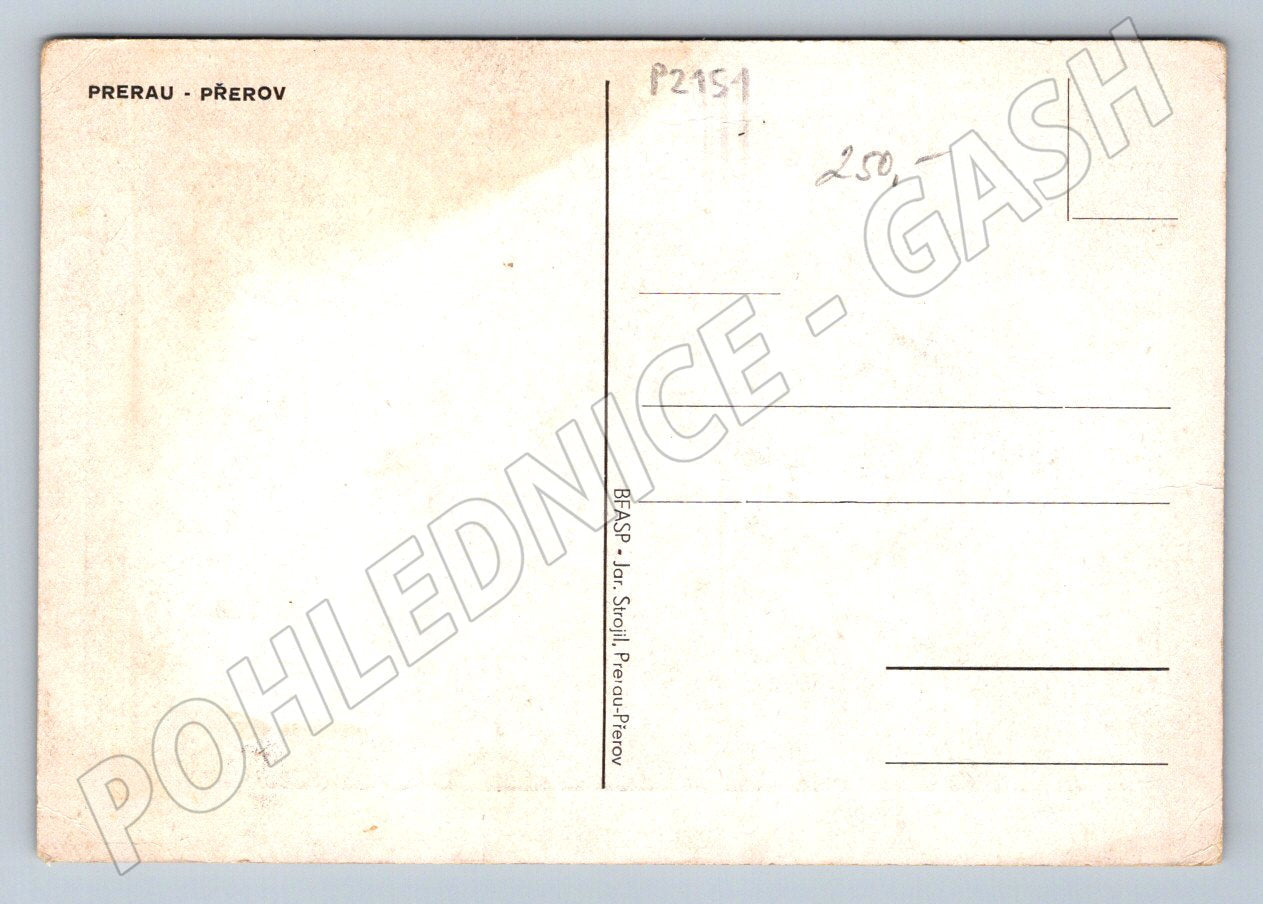 PRERAU - PŘEROV
P2151
250,-
BFASP • Jar. Strojil, Prerau-Přerov
POHLEDNICE - GASH